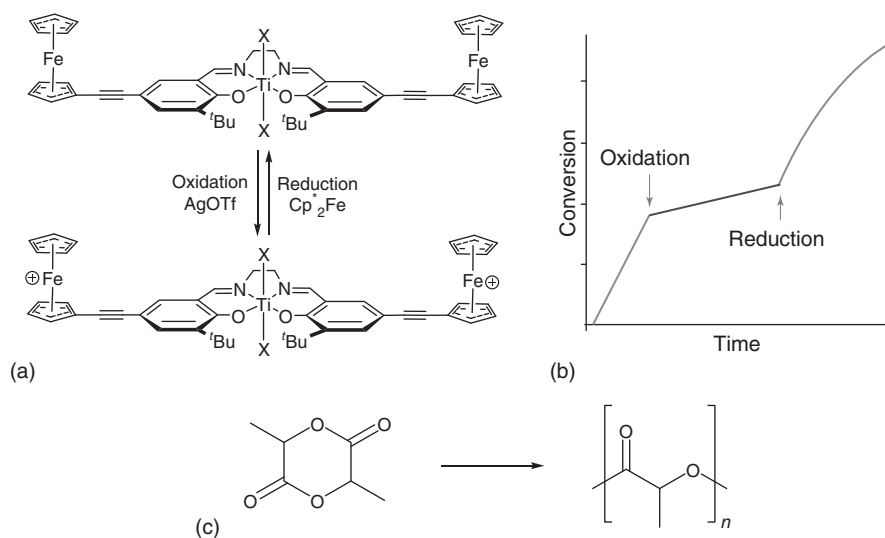 X
Fe
Fe
N
N
Ti
O
O
tBu
tBu
X
Oxidation
AgOTf
Reduction
Cp*2Fe
X
⊕Fe
Fe⊕
N
N
Ti
O
O
tBu
tBu
X
(a)
Conversion
Oxidation
Reduction
Time
(b)
O
O
O
O
O
O
n
(c)